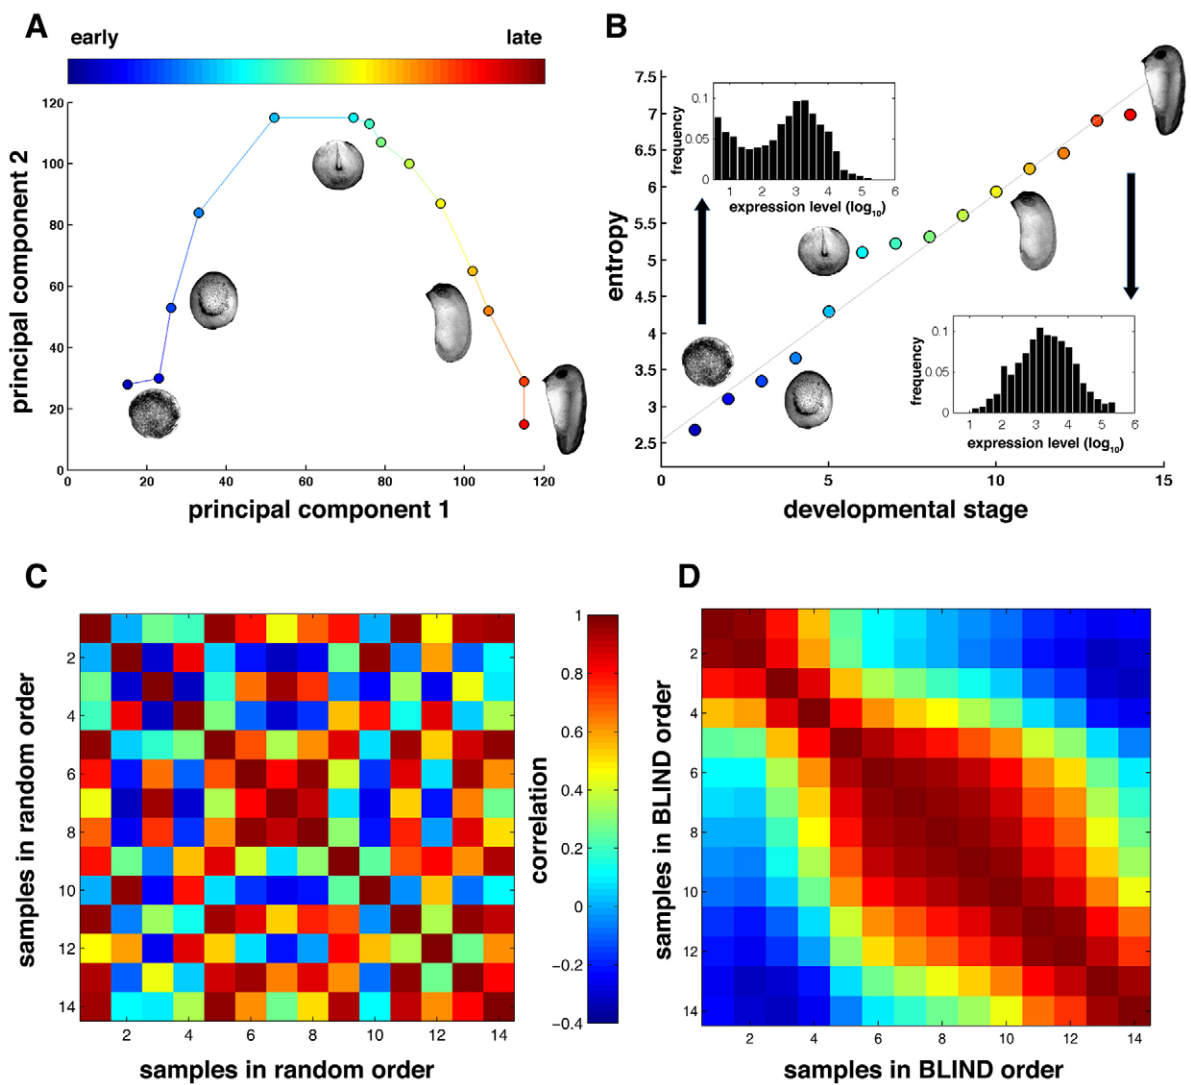 A
early
late
120
100
80
60
40
20
0
principal component 2
0 20 40 60 80 100 120
principal component 1
B
7.5
7
6.5
6
5.5
5
4.5
4
3.5
3
2.5
entropy
0 5 10 15
developmental stage
0.1
0.05
0
frequency
1 2 3 4 5 6
expression level (log10)
0.1
0.05
0
frequency
1 2 3 4 5 6
expression level (log10)
C
2
4
6
8
10
12
14
samples in random order
2 4 6 8 10 12 14
samples in random order
1
0.8
0.6
0.4
0.2
0
−0.2
−0.4
correlation
D
2
4
6
8
10
12
14
samples in BLIND order
2 4 6 8 10 12 14
samples in BLIND order